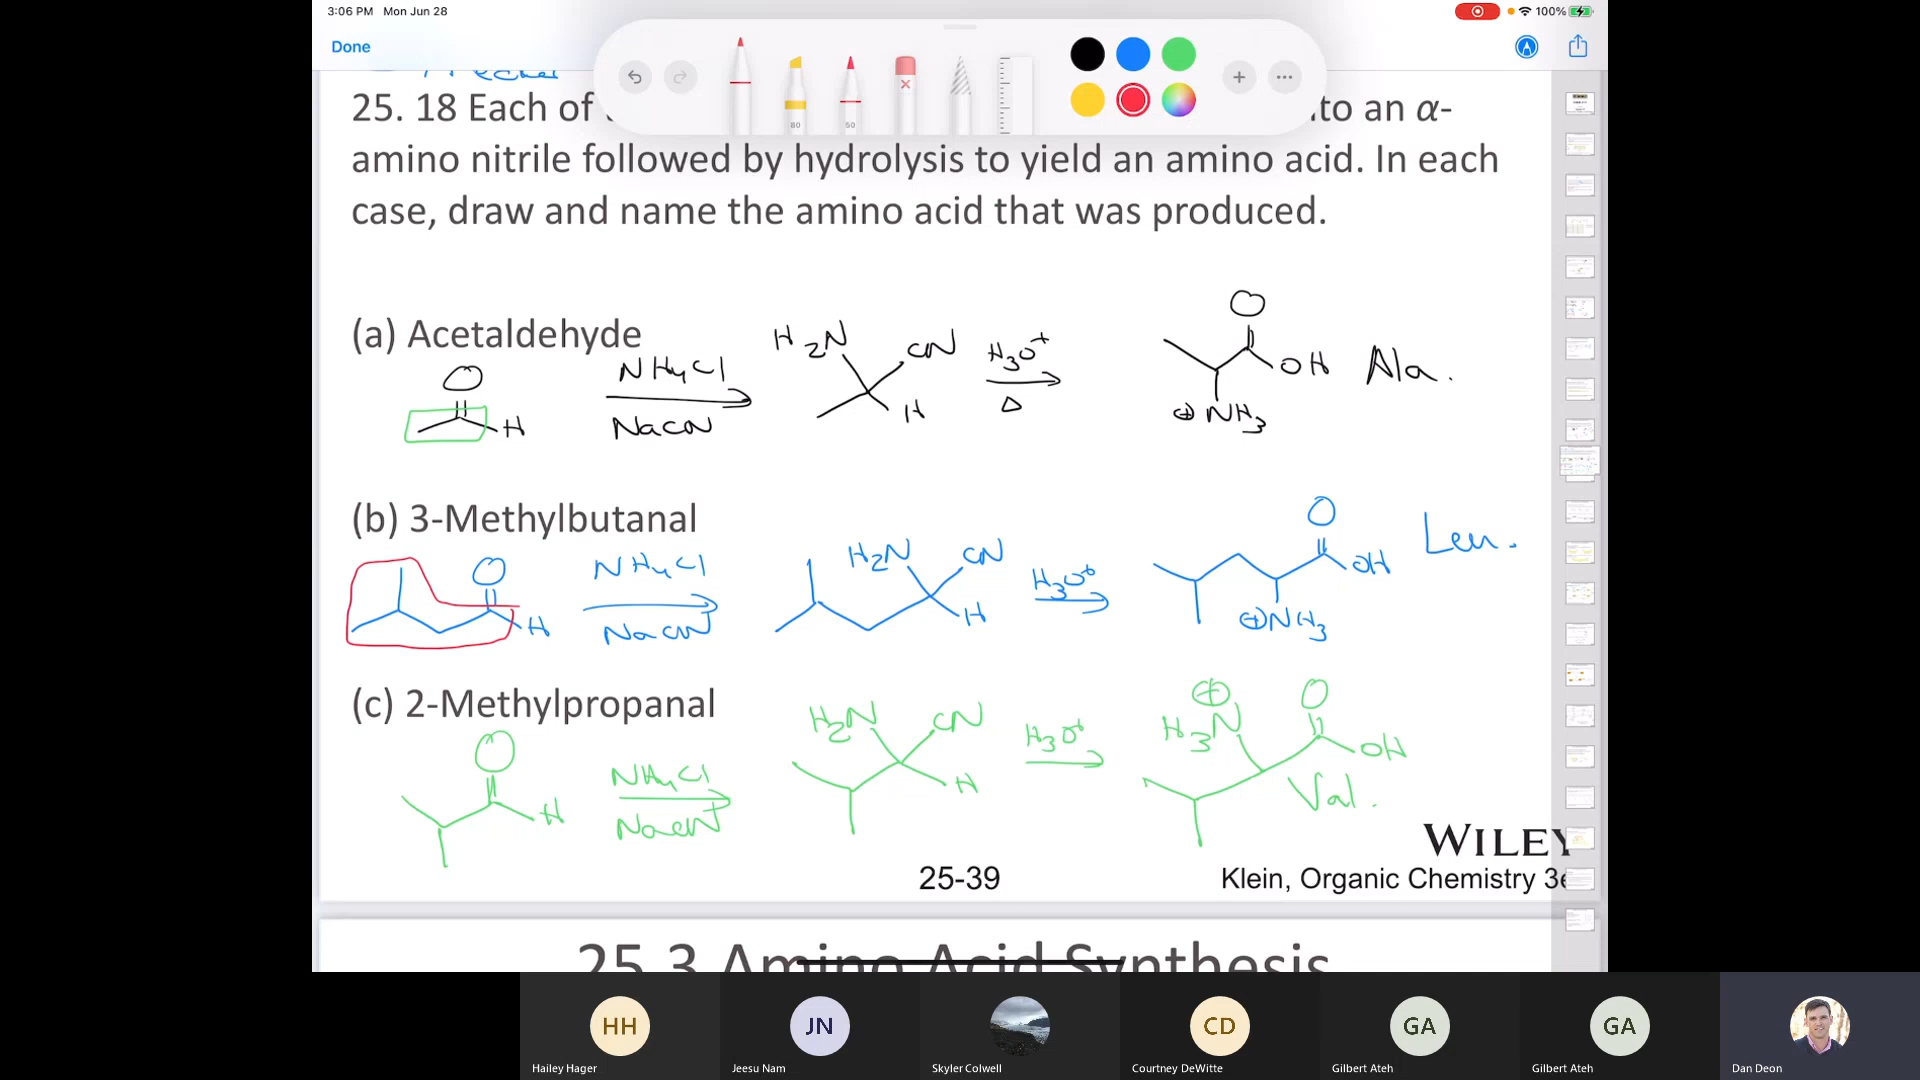 3:06 PM Mon Jun 28
100%
Done
80
50
25. 18 Each of
to an α-
amino nitrile followed by hydrolysis to yield an amino acid. In each
case, draw and name the amino acid that was produced.
(a) Acetaldehyde
O
H
NH4Cl
NaCN
H2N
CN
H
H3O+
Δ
O
OH
⊕NH3
Ala.
(b) 3-Methylbutanal
O
H
NH4Cl
NaCN
H2N
CN
H
H3O+
O
OH
⊕NH3
Leu.
(c) 2-Methylpropanal
O
H
NH4Cl
NaCN
H2N
CN
H
H3O+
⊕
H3N
O
OH
Val.
WILEY
25-39
Klein, Organic Chemistry 3e
25.3 Amino Acid Synthesis
HH
JN
CD
GA
GA
Hailey Hager
Jeesu Nam
Skyler Colwell
Courtney DeWitte
Gilbert Ateh
Gilbert Ateh
Dan Deon